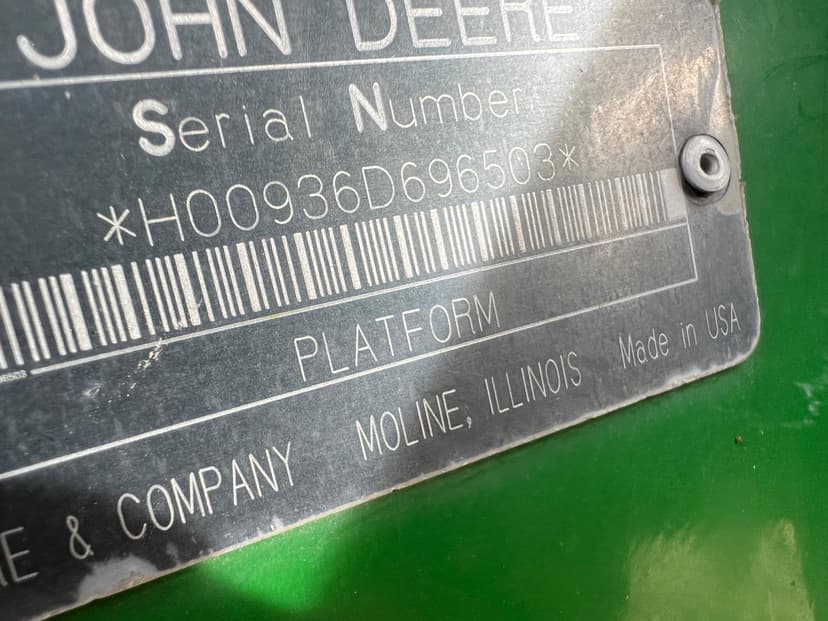 JOHN DEERE
Serial Number
*H00936D696503*
PLATFORM
& COMPANY MOLINE, ILLINOIS Made in USA